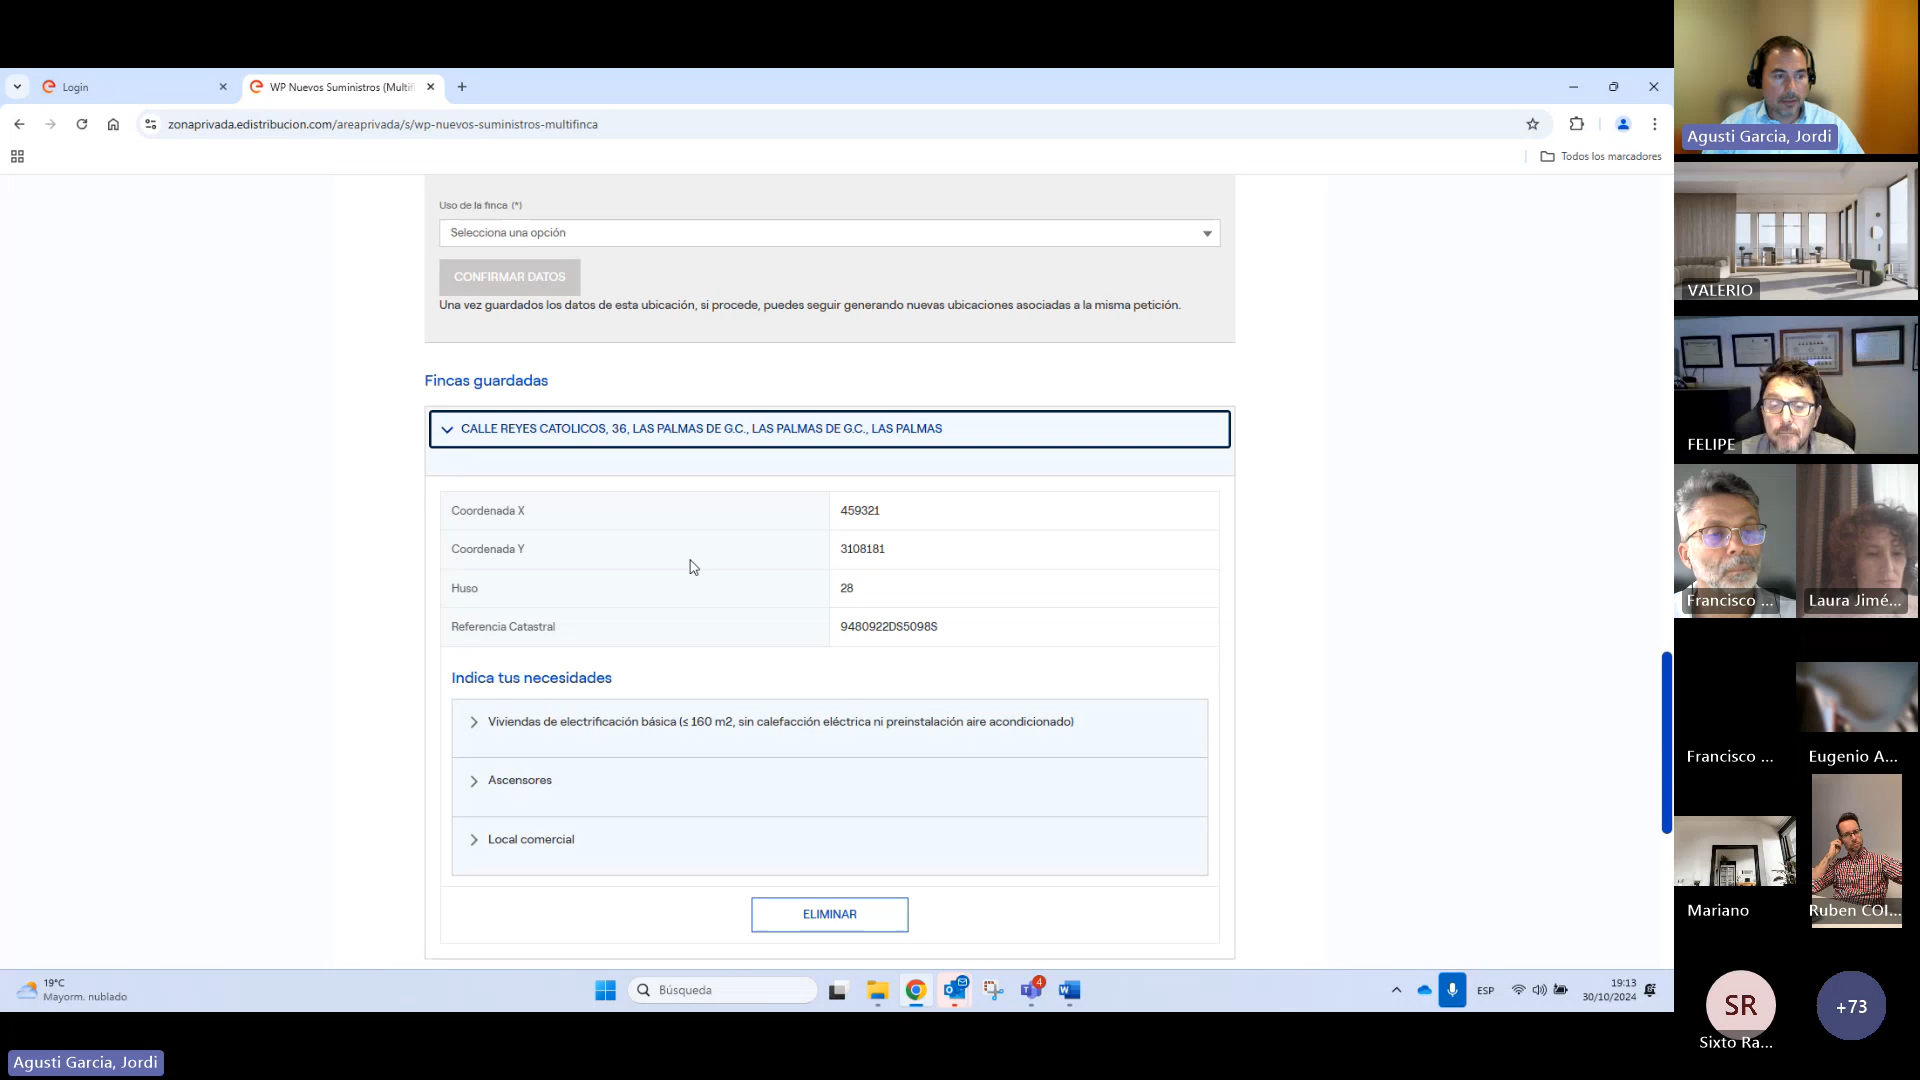 Login
WP Nuevos Suministros (Multifi
zonaprivada.edistribucion.com/areaprivada/s/wp-nuevos-suministros-multifinca
Todos los marcadores
Uso de la finca (*)
Selecciona una opción
CONFIRMAR DATOS
Una vez guardados los datos de esta ubicación, si procede, puedes seguir generando nuevas ubicaciones asociadas a la misma petición.
Fincas guardadas
CALLE REYES CATOLICOS, 36, LAS PALMAS DE G.C., LAS PALMAS DE G.C., LAS PALMAS
Coordenada X 459321
Coordenada Y 3108181
Huso 28
Referencia Catastral 9480922DS5098S
Indica tus necesidades
Viviendas de electrificación básica (≤ 160 m2, sin calefacción eléctrica ni preinstalación aire acondicionado)
Ascensores
Local comercial
ELIMINAR
19°C
Mayorm. nublado
Búsqueda
4
ESP
19:13
30/10/2024
Agusti Garcia, Jordi
Agusti Garcia, Jordi
VALERIO
FELIPE
Francisco ...
Laura Jimé...
Francisco ...
Eugenio A...
Mariano
Ruben COI...
SR
Sixto Ra...
+73